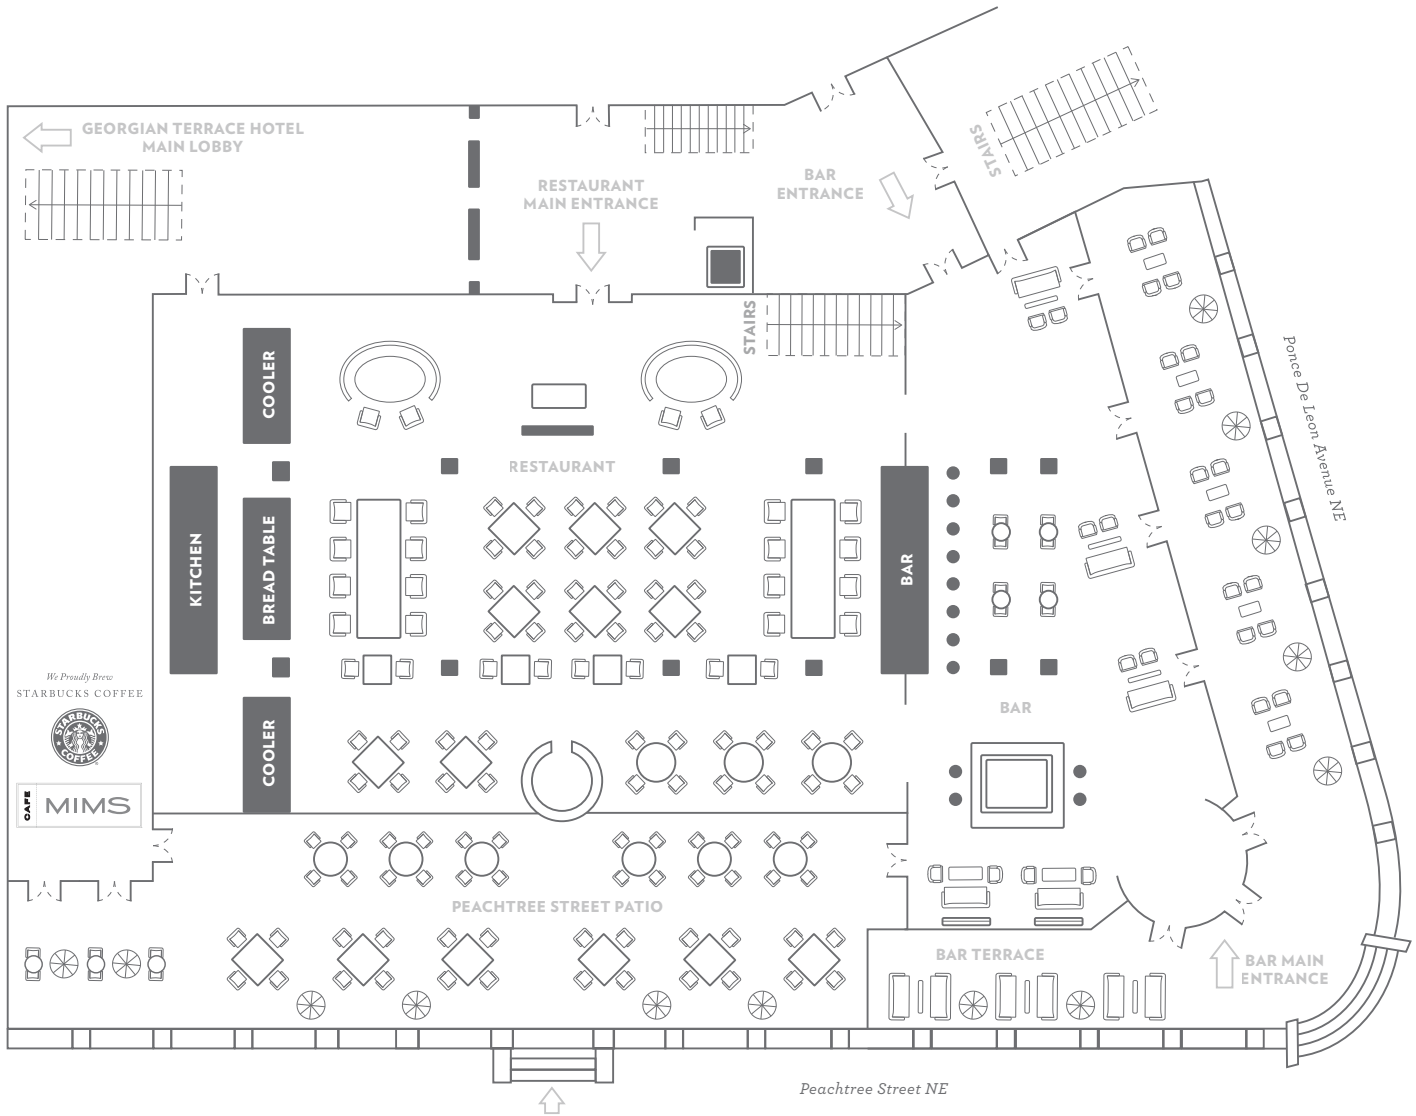 GEORGIAN TERRACE HOTEL
MAIN LOBBY
RESTAURANT
MAIN ENTRANCE
BAR
ENTRANCE
STAIRS
STAIRS
COOLER
RESTAURANT
KITCHEN
BREAD TABLE
BAR
Ponce De Leon Avenue NE
We Proudly Brew
STARBUCKS COFFEE
STARBUCKS
COFFEE
CAFE
MIMS
COOLER
BAR
PEACHTREE STREET PATIO
BAR TERRACE
BAR MAIN
ENTRANCE
Peachtree Street NE